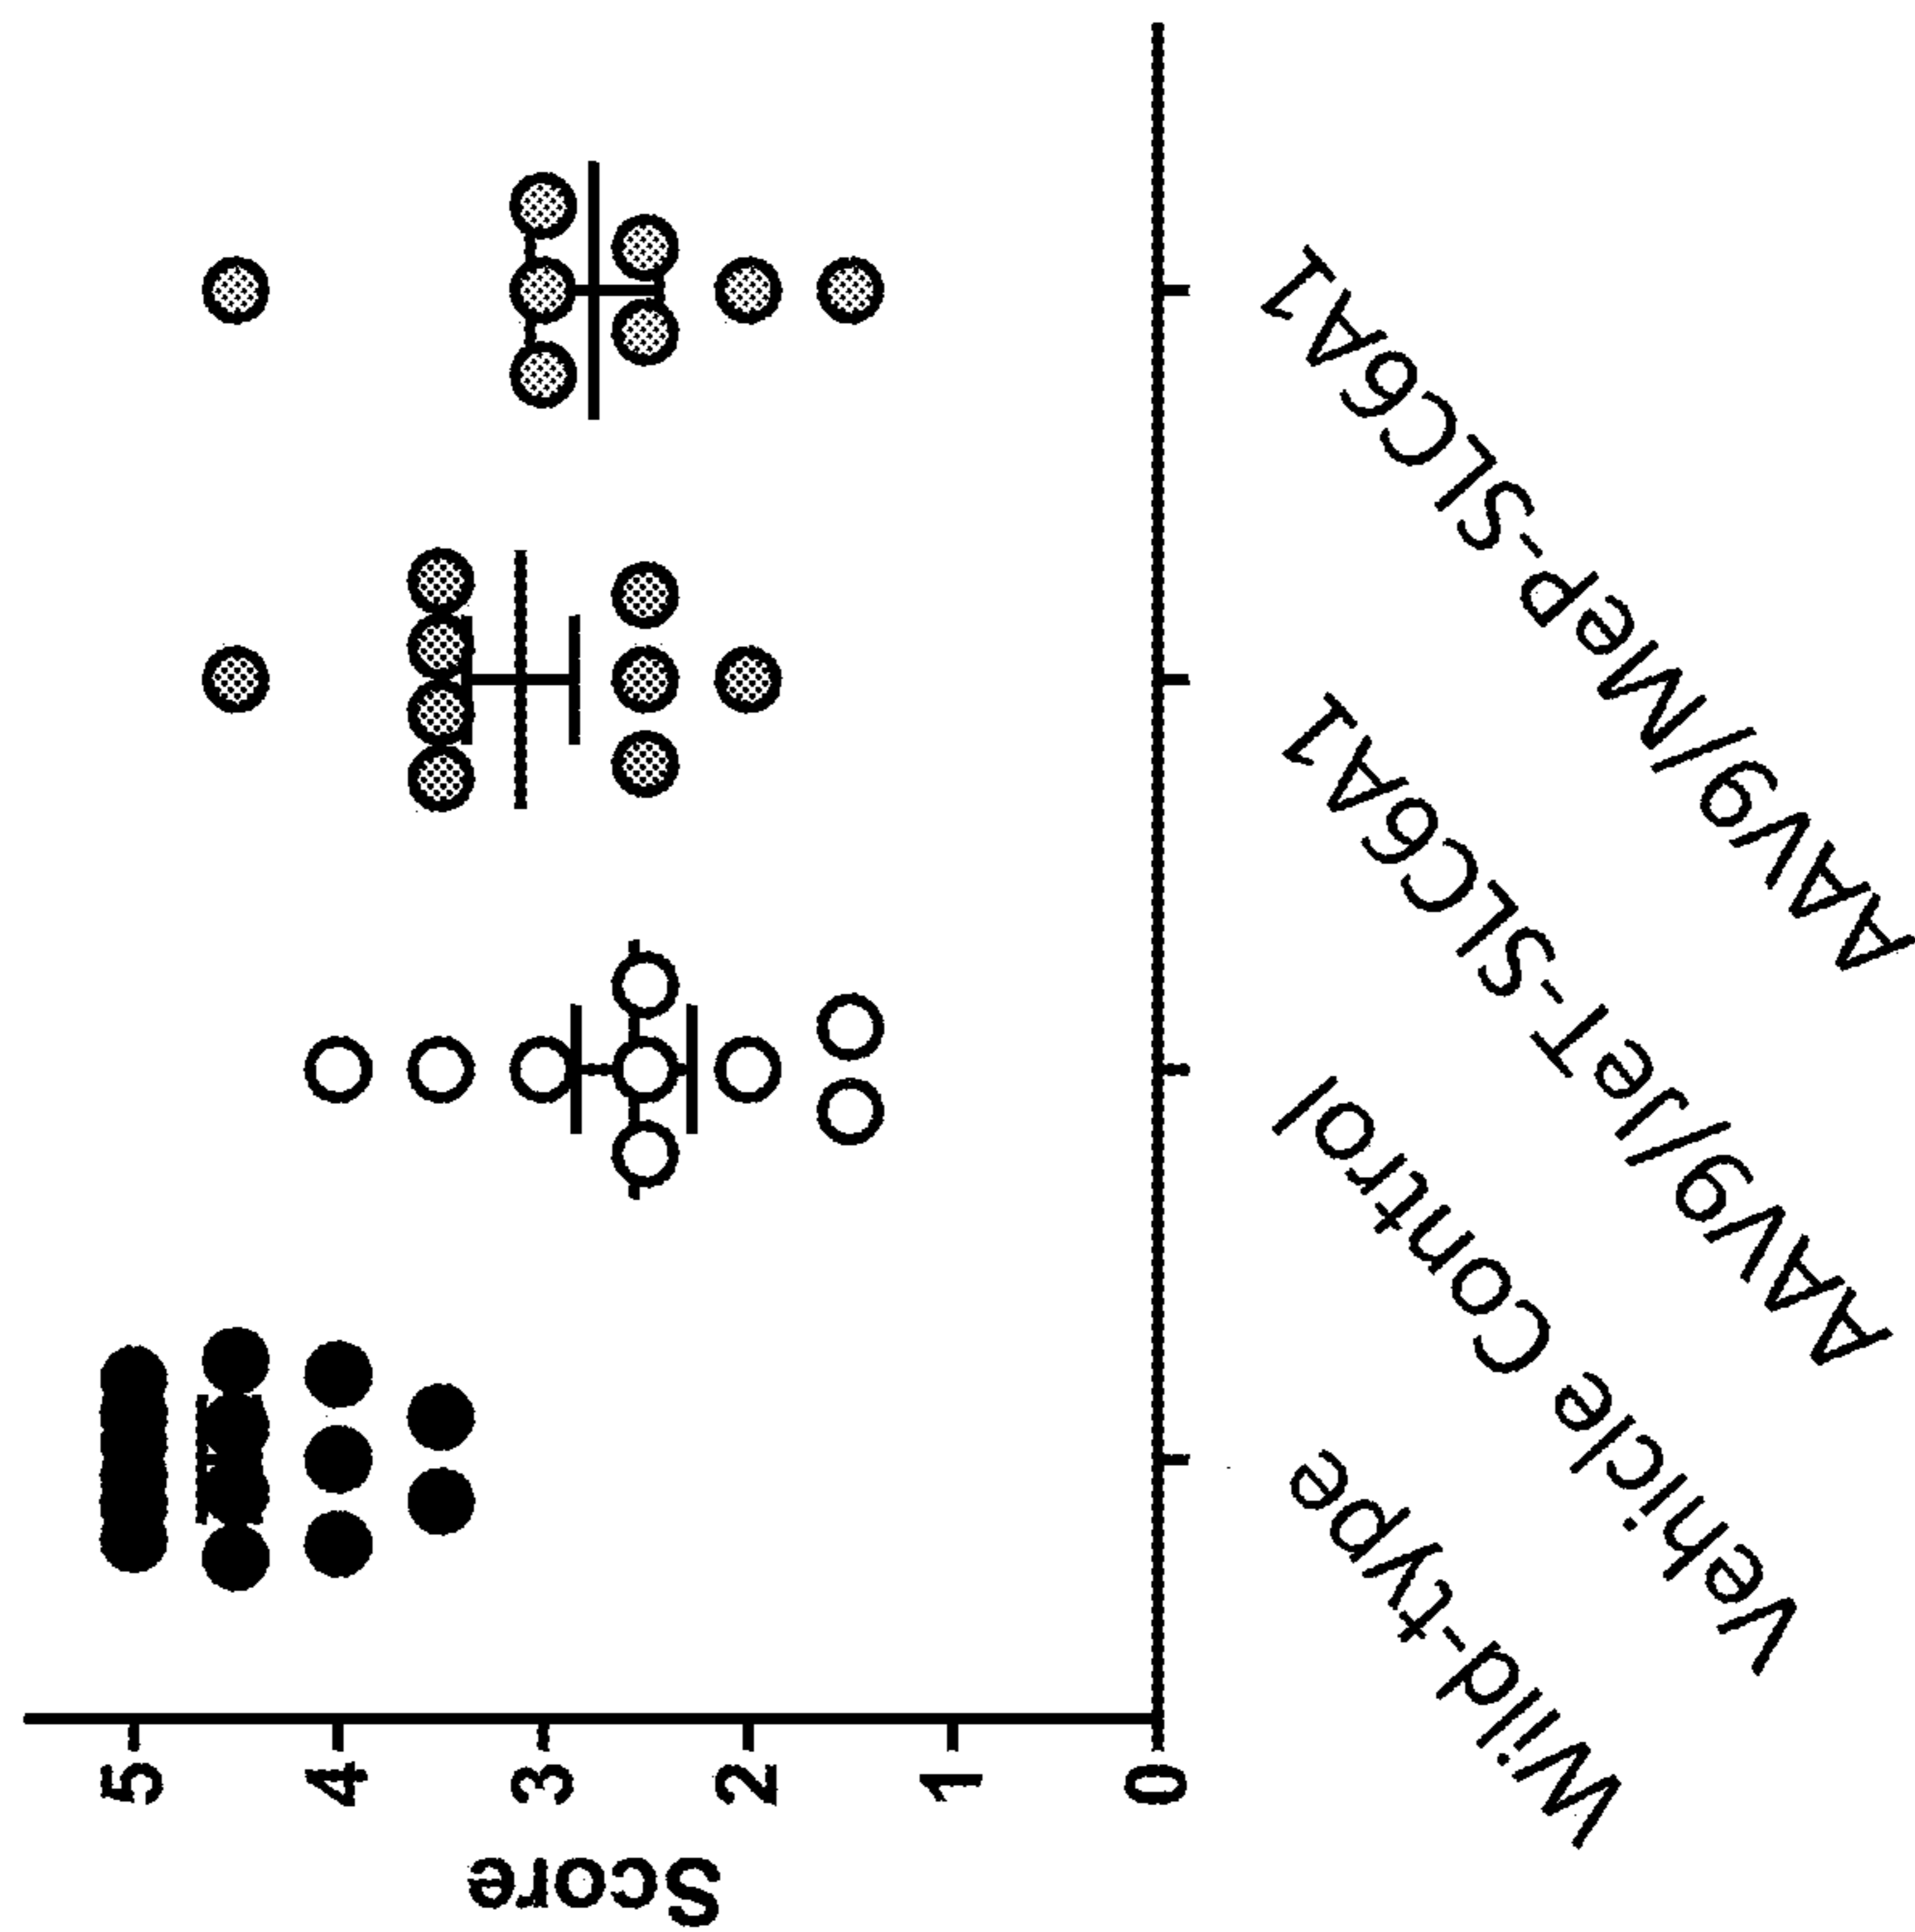 Score
5
4
3
2
1
0
Wild-type
Vehicle Control
AAV9/JeT-SLC6A1
AAV9/MeP-SLC6A1